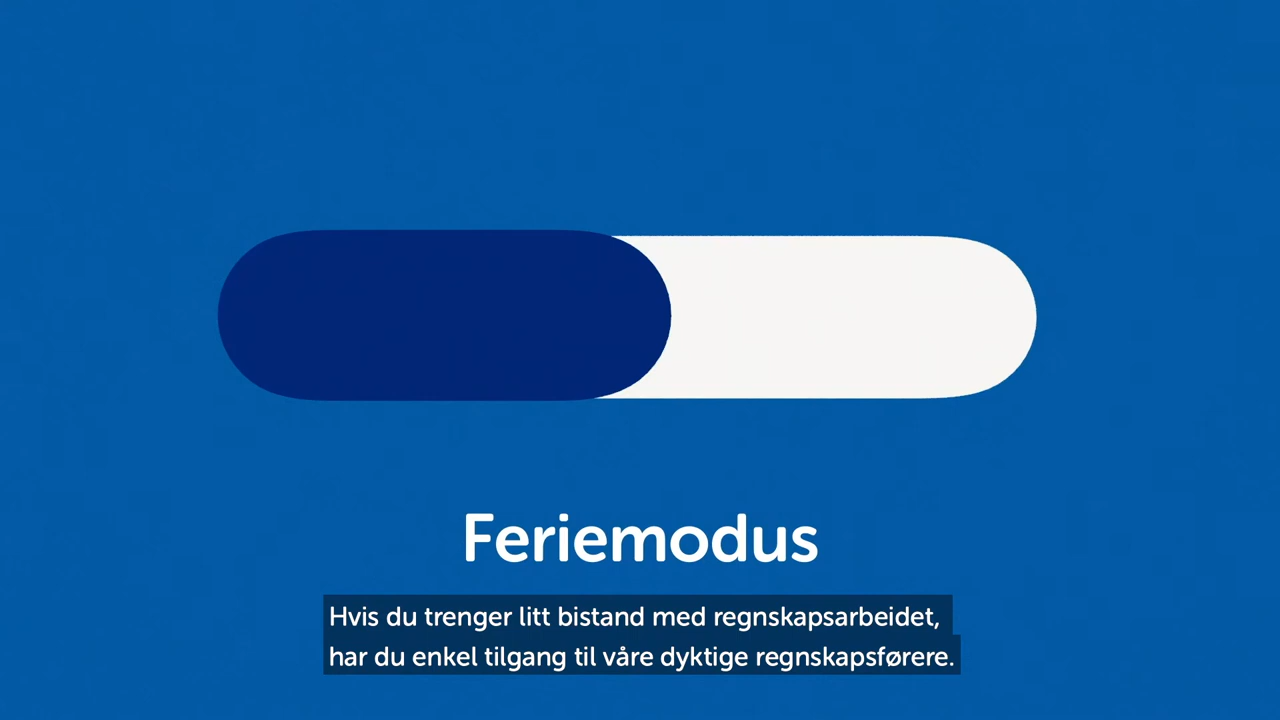 Feriemodus
Hvis du trenger litt bistand med regnskapsarbeidet,
har du enkel tilgang til våre dyktige regnskapsførere.